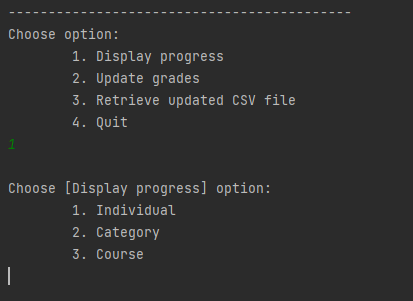 -------------------------------------------
Choose option:
1. Display progress
2. Update grades
3. Retrieve updated CSV file
4. Quit
1
Choose [Display progress] option:
1. Individual
2. Category
3. Course